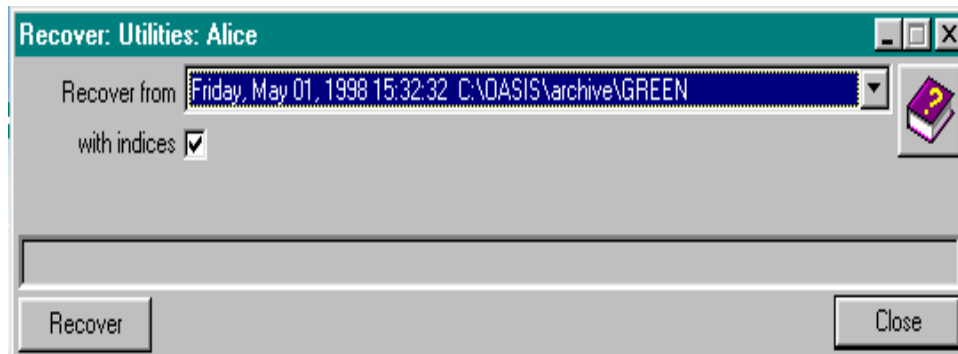 Recover: Utilities: Alice
Recover from Friday, May 01, 1998 15:32:32 C:\OASIS\archive\GREEN
with indices
Recover Close